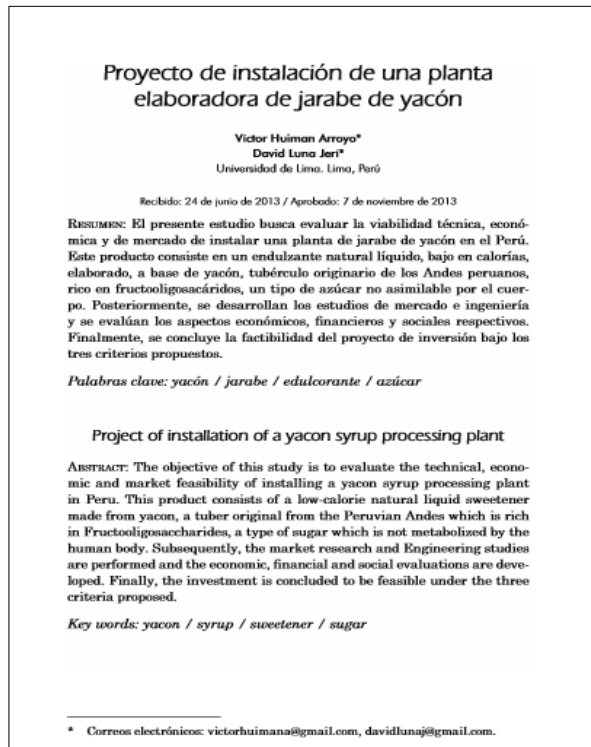 Proyecto de instalación de una planta
elaboradora de jarabe de yacón
Víctor Huiman Arroyo*
David Luna Jerí*
Universidad de Lima. Lima, Perú
Recibido: 24 de junio de 2013 / Aprobado: 7 de noviembre de 2013
RESUMEN: El presente estudio busca evaluar la viabilidad técnica, econó-
mica y de mercado de instalar una planta de jarabe de yacón en el Perú.
Este producto consiste en un endulzante natural líquido, bajo en calorías,
elaborado, a base de yacón, tubérculo originario de los Andes peruanos,
rico en fructooligosacáridos, un tipo de azúcar no asimilable por el cuer-
po. Posteriormente, se desarrollan los estudios de mercado e ingeniería
y se evalúan los aspectos económicos, financieros y sociales respectivos.
Finalmente, se concluye la factibilidad del proyecto de inversión bajo los
tres criterios propuestos.
Palabras clave: yacón / jarabe / edulcorante / azúcar
Project of installation of a yacon syrup processing plant
ABSTRACT: The objective of this study is to evaluate the technical, econo-
mic and market feasibility of installing a yacon syrup processing plant
in Peru. This product consists of a low-calorie natural liquid sweetener
made from yacon, a tuber original from the Peruvian Andes which is rich
in Fructooligosaccharides, a type of sugar which is not metabolized by the
human body. Subsequently, the market research and Engineering studies
are performed and the economic, financial and social evaluations are deve-
loped. Finally, the investment is concluded to be feasible under the three
criteria proposed.
Key words: yacon / syrup / sweetener / sugar
* Correos electrónicos: victorhuimana@gmail.com, davidlunaj@gmail.com.